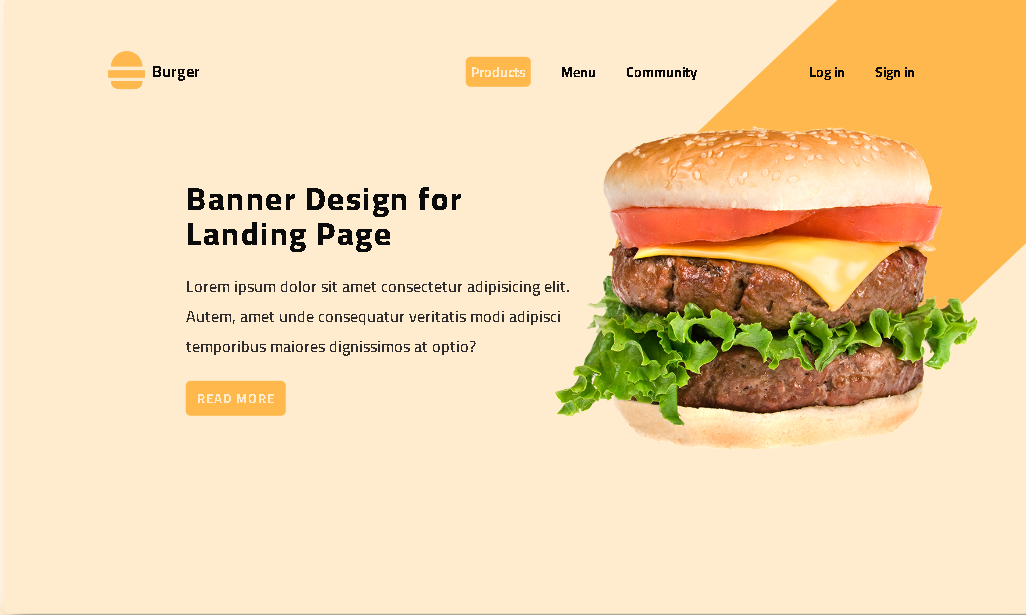 Burger
Products Menu Community Log in Sign in
Banner Design for
Landing Page
Lorem ipsum dolor sit amet consectetur adipisicing elit.
Autem, amet unde consequatur veritatis modi adipisci
temporibus maiores dignissimos at optio?
READ MORE